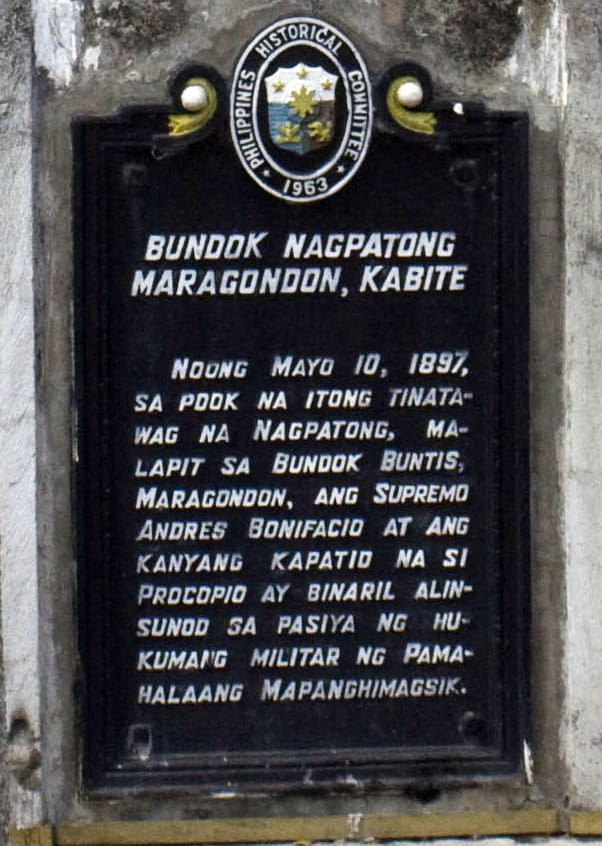 PHILIPPINES HISTORICAL COMMITTEE
1963
BUNDOK NAGPATONG
MARAGONDON, KABITE
NOONG MAYO 10, 1897,
SA POOK NA ITONG TINATA-
WAG NA NAGPATONG, MA-
LAPIT SA BUNDOK BUNTIS,
MARAGONDON, ANG SUPREMO
ANDRES BONIFACIO AT ANG
KANYANG KAPATID NA SI
PROCOPIO AY BINARIL ALIN-
SUNOD SA PASIYA NG HU-
KUMANG MILITAR NG PAMA-
HALAANG MAPANGHIMAGSIK.